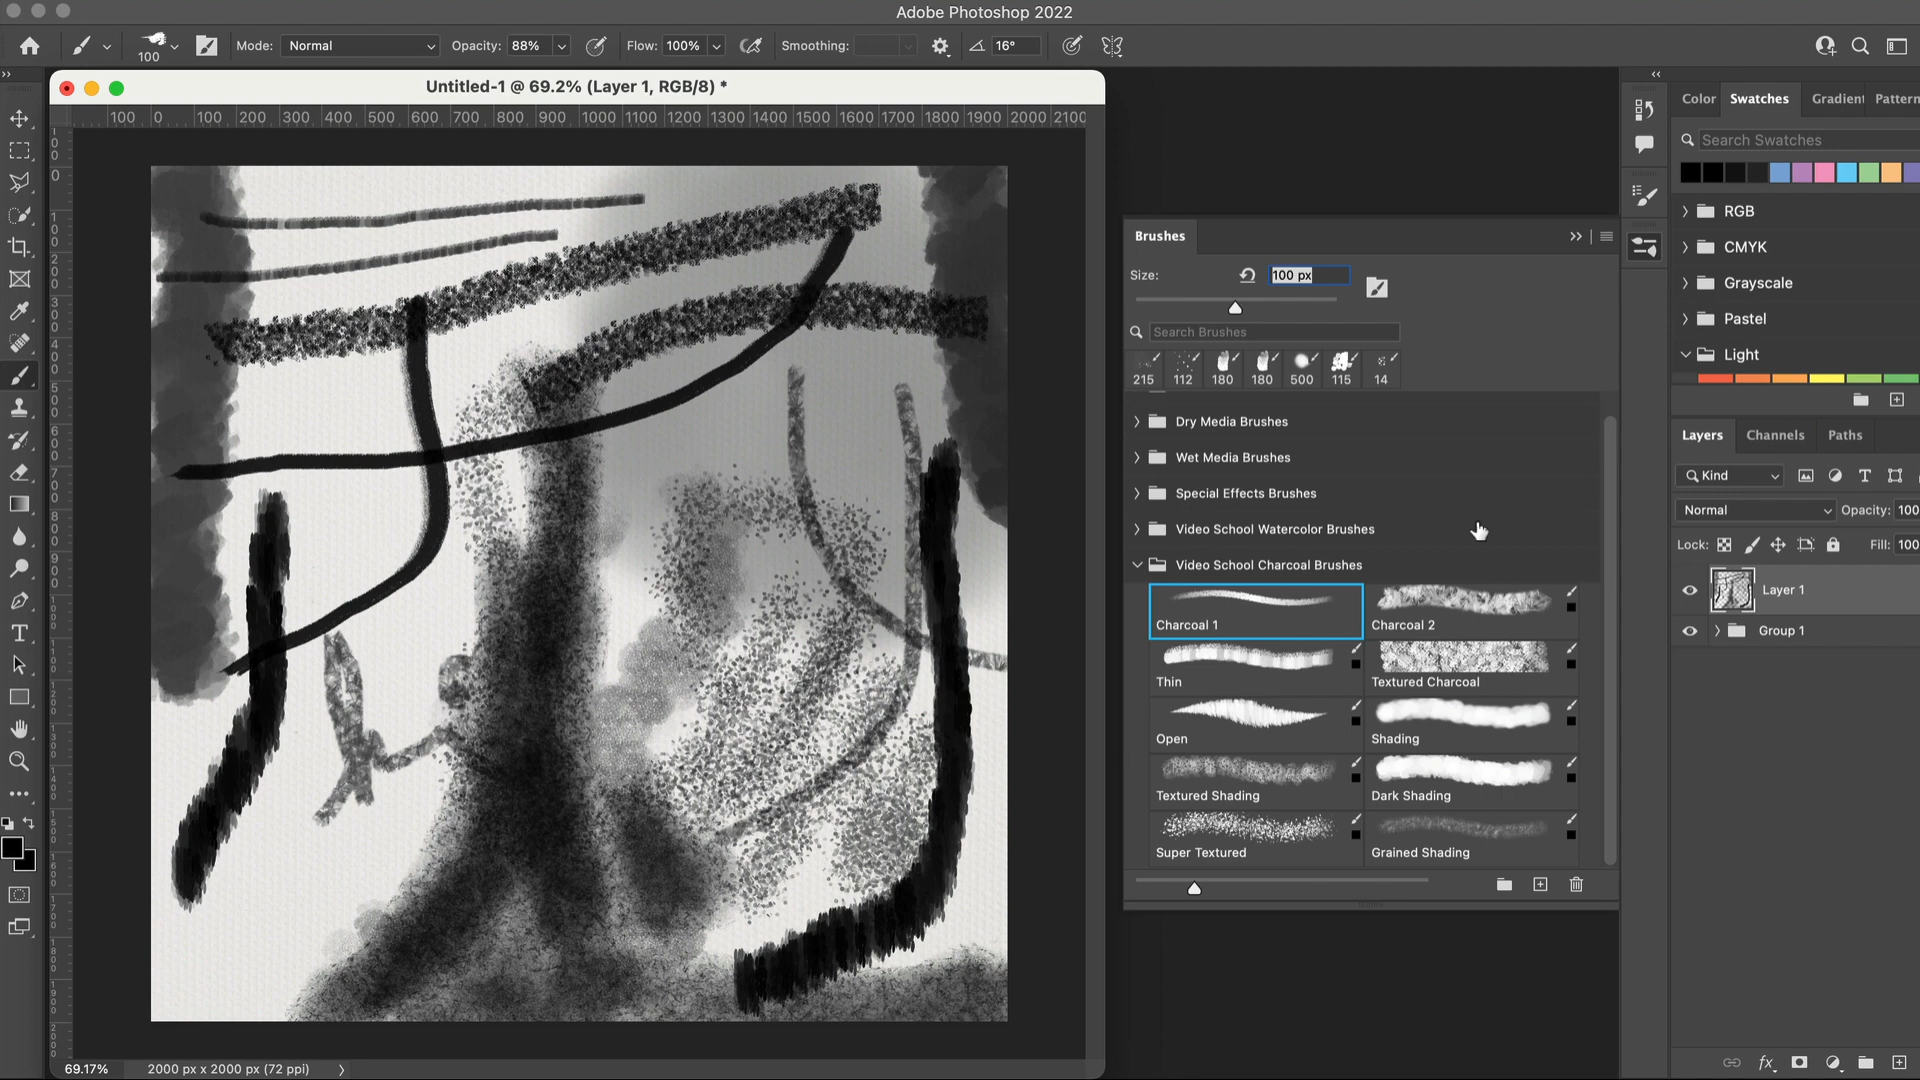 Adobe Photoshop 2022
100
Mode: Normal
Opacity: 88%
Flow: 100%
Smoothing:
16°
Untitled-1 @ 69.2% (Layer 1, RGB/8) *
100 0 100 200 300 400 500 600 700 800 900 1000 1100 1200 1300 1400 1500 1600 1700 1800 1900 2000 2100
Brushes
Size: 100 px
Search Brushes
215 112 180 180 500 115 14
Dry Media Brushes
Wet Media Brushes
Special Effects Brushes
Video School Watercolor Brushes
Video School Charcoal Brushes
Charcoal 1
Charcoal 2
Thin
Textured Charcoal
Open
Shading
Textured Shading
Dark Shading
Super Textured
Grained Shading
Color Swatches Gradient Pattern
Search Swatches
RGB
CMYK
Grayscale
Pastel
Light
Layers Channels Paths
Kind
Normal
Opacity: 100
Lock:
Fill: 100
Layer 1
Group 1
fx
69.17%
2000 px x 2000 px (72 ppi)